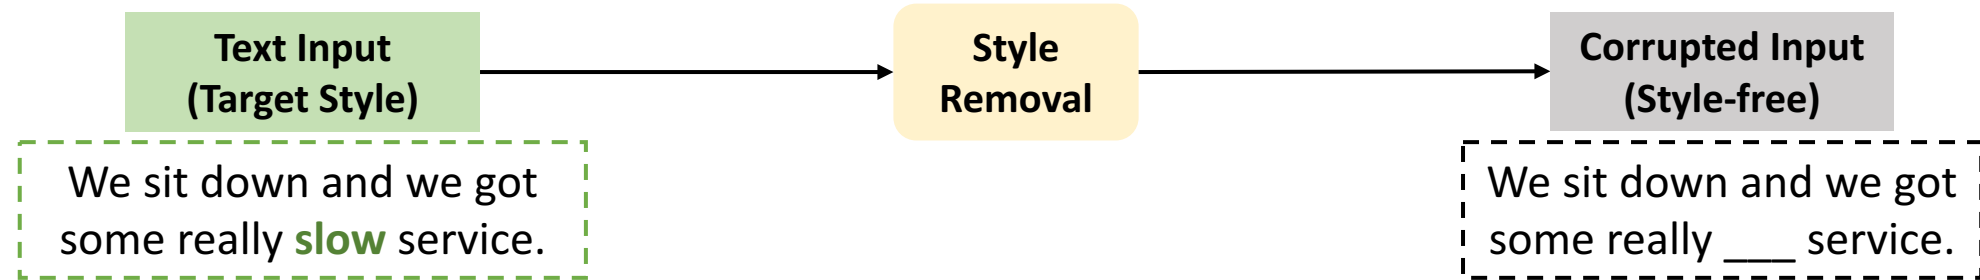 Text Input
(Target Style)
We sit down and we got
some really slow service.
Style
Removal
Corrupted Input
(Style-free)
We sit down and we got
some really ___ service.